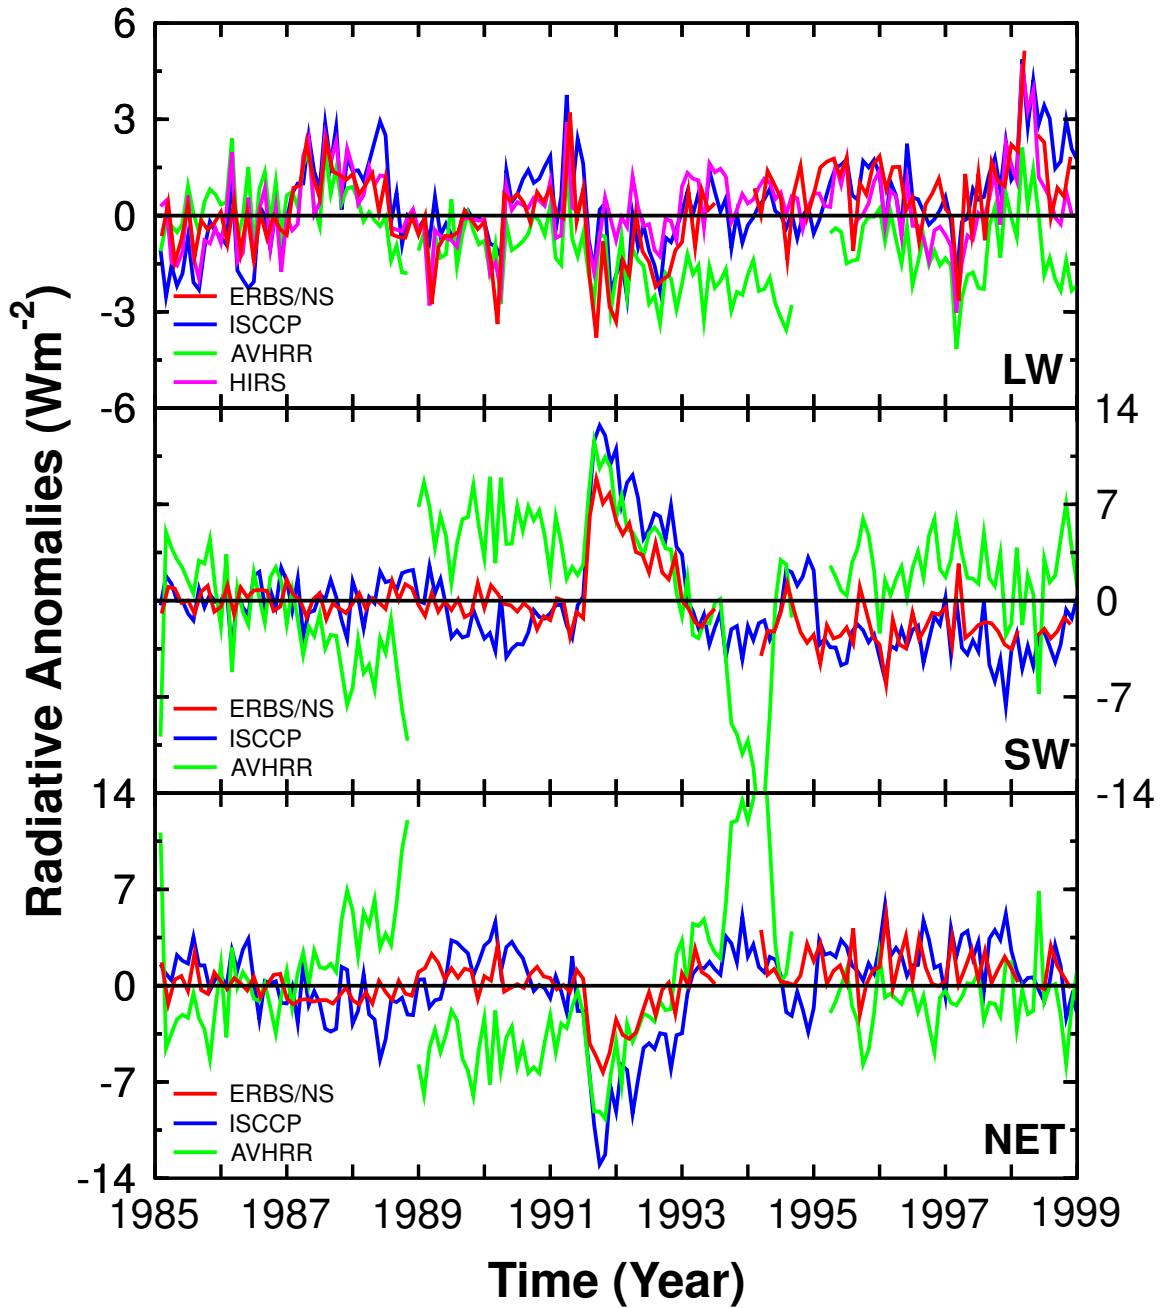 Radiative Anomalies (Wm-2)
6
3
0
-3
-6
ERBS/NS
ISCCP
AVHRR
HIRS
LW
14
7
0
-7
-14
ERBS/NS
ISCCP
AVHRR
SW
14
7
0
-7
-14
ERBS/NS
ISCCP
AVHRR
NET
1985 1987 1989 1991 1993 1995 1997 1999
Time (Year)